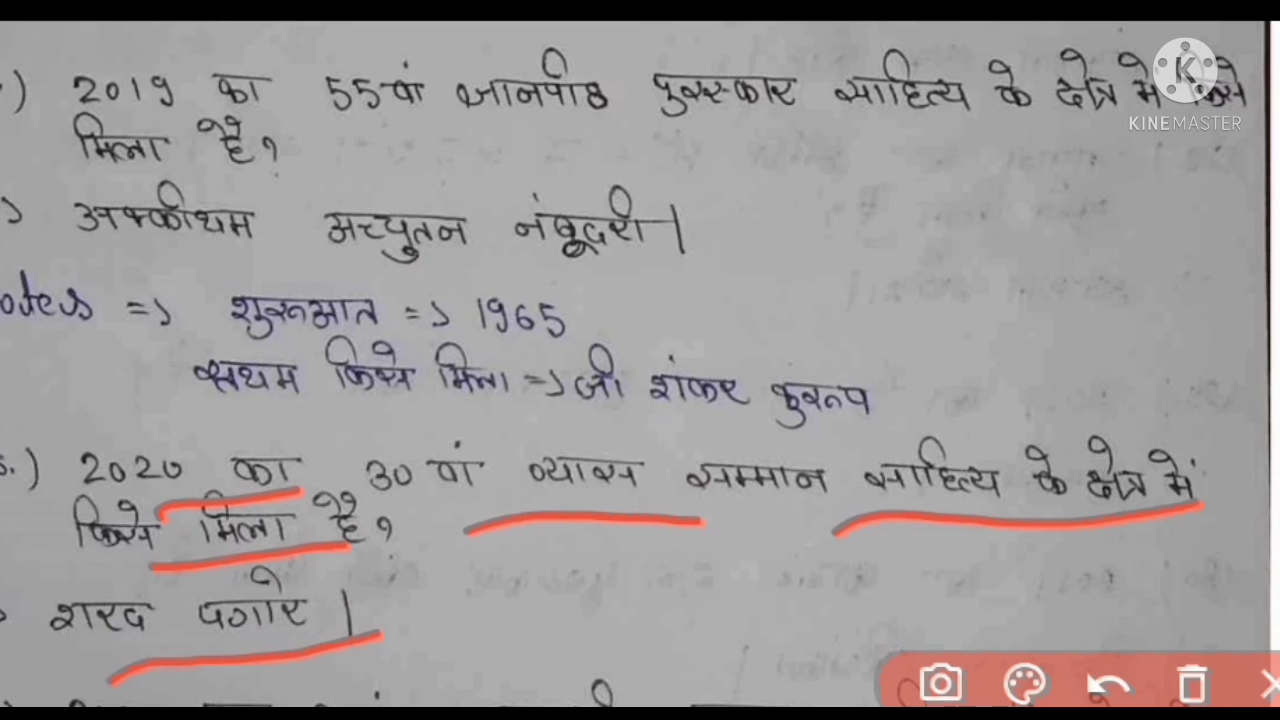 ) 2019 का 55वां ज्ञानपीठ पुरस्कार साहित्य के क्षेत्र में किसे
मिला है?
अक्कीथम अच्युतन नंबूदरी।
otes => शुरूआत => 1965
प्रथम किसे मिला => जी शंकर कुरूप
5.) 2020 का 30 वां व्यास सम्मान साहित्य के क्षेत्र में
किसे मिला है?
शरद पगारे।
KINEMASTER